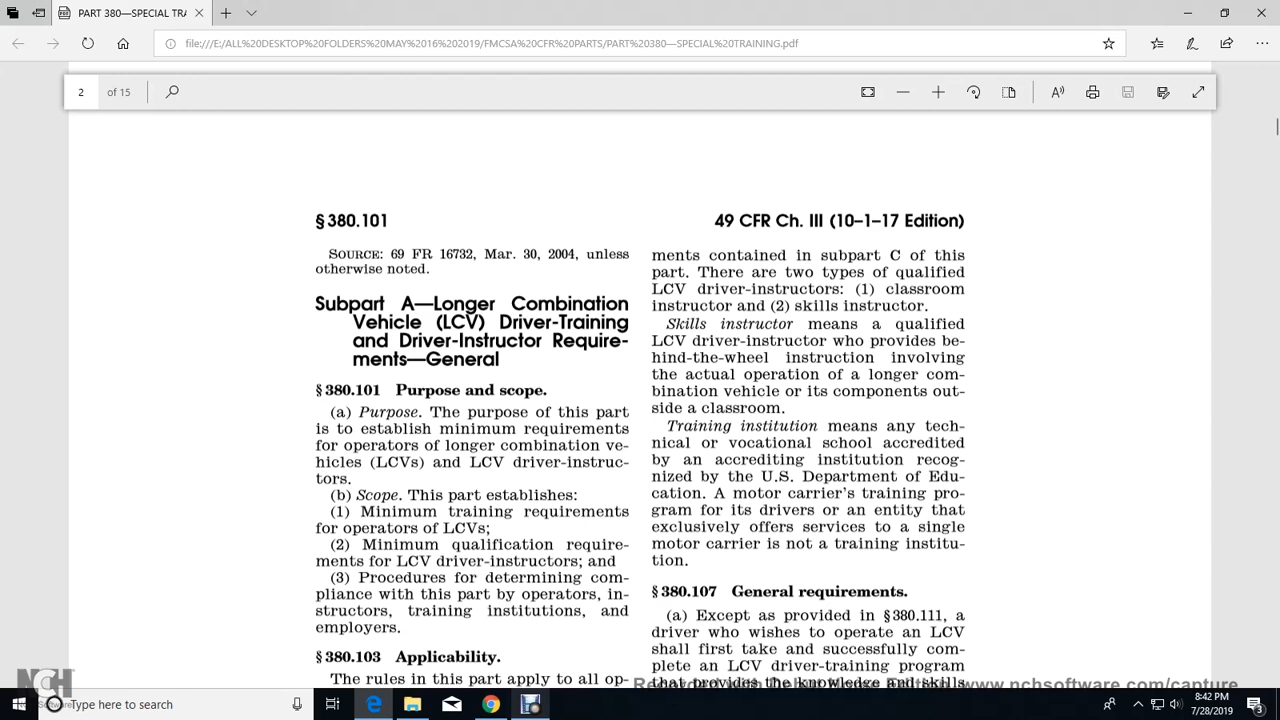 PART 380—SPECIAL TRA
file:///E:/ALL%20DESKTOP%20FOLDERS%20MAY%2016%202019/FMCSA%20CFR%20PARTS/PART%20380—SPECIAL%20TRAINING.pdf
2 of 15
§ 380.101
49 CFR Ch. III (10–1–17 Edition)
SOURCE: 69 FR 16732, Mar. 30, 2004, unless
otherwise noted.
Subpart A—Longer Combination
Vehicle (LCV) Driver-Training
and Driver-Instructor Require-
ments—General
§ 380.101 Purpose and scope.
(a) Purpose. The purpose of this part
is to establish minimum requirements
for operators of longer combination ve-
hicles (LCVs) and LCV driver-instruc-
tors.
(b) Scope. This part establishes:
(1) Minimum training requirements
for operators of LCVs;
(2) Minimum qualification require-
ments for LCV driver-instructors; and
(3) Procedures for determining com-
pliance with this part by operators, in-
structors, training institutions, and
employers.
§ 380.103 Applicability.
The rules in this part apply to all op-
ments contained in subpart C of this
part. There are two types of qualified
LCV driver-instructors: (1) classroom
instructor and (2) skills instructor.
Skills instructor means a qualified
LCV driver-instructor who provides be-
hind-the-wheel instruction involving
the actual operation of a longer com-
bination vehicle or its components out-
side a classroom.
Training institution means any tech-
nical or vocational school accredited
by an accrediting institution recog-
nized by the U.S. Department of Edu-
cation. A motor carrier's training pro-
gram for its drivers or an entity that
exclusively offers services to a single
motor carrier is not a training institu-
tion.
§ 380.107 General requirements.
(a) Except as provided in § 380.111, a
driver who wishes to operate an LCV
shall first take and successfully com-
plete an LCV driver-training program
that provides the knowledge and skills
www.nchsoftware.com/capture
NCH
Type here to search
8:42 PM
7/28/2019